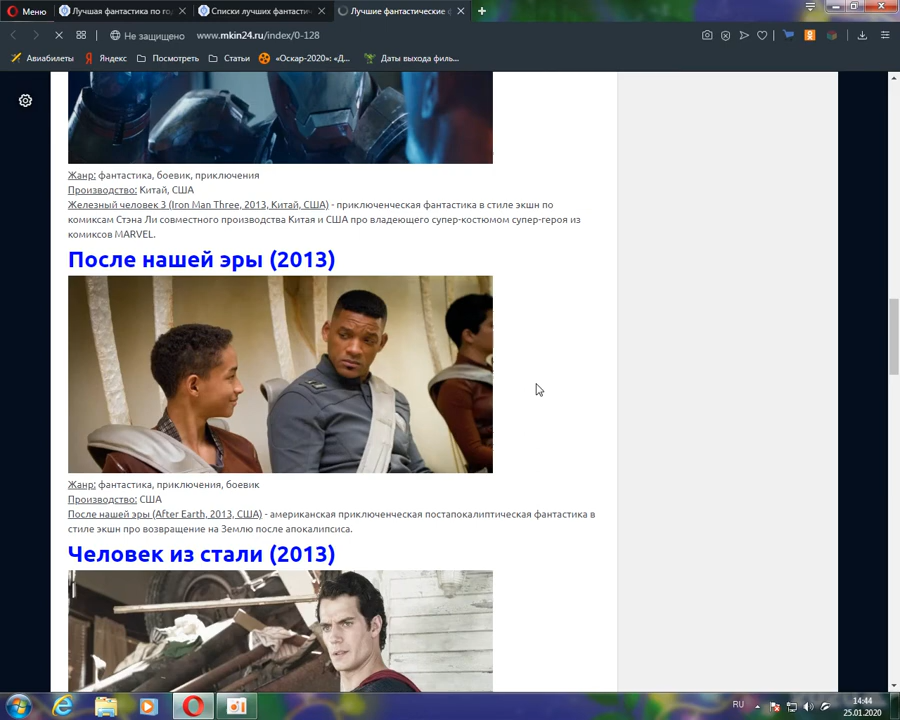 Меню
Лучшая фантастика по го
Списки лучших фантасти
Лучшие фантастические ф
Не защищено
www.mkin24.ru/index/0-128
Авиабилеты
Яндекс
Посмотреть
Статьи
«Оскар-2020»: «Д...
Даты выхода филь...
Жанр: фантастика, боевик, приключения
Производство: Китай, США
Железный человек 3 (Iron Man Three, 2013, Китай, США) - приключенческая фантастика в стиле экшн по
комиксам Стэна Ли совместного производства Китая и США про владеющего супер-костюмом супер-героя из
комиксов MARVEL.
После нашей эры (2013)
Жанр: фантастика, приключения, боевик
Производство: США
После нашей эры (After Earth, 2013, США) - американская приключенческая постапокалиптическая фантастика в
стиле экшн про возвращение на Землю после апокалипсиса.
Человек из стали (2013)
RU
14:44
25.01.2020